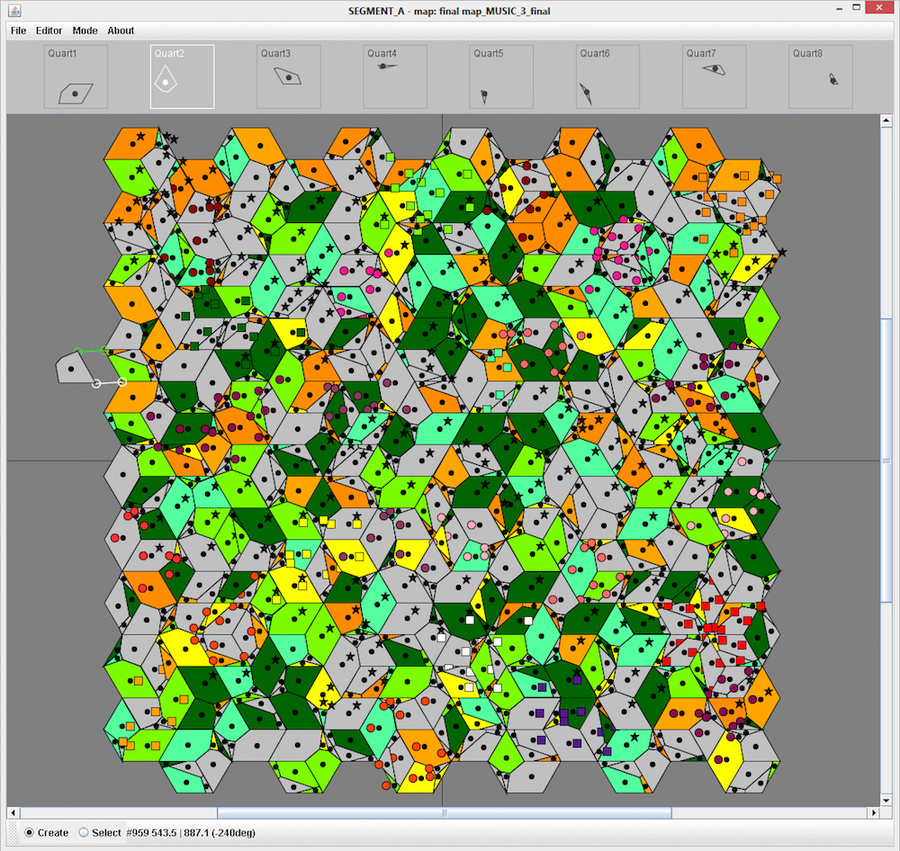 SEGMENT_A - map: final map_MUSIC_3_final
File Editor Mode About
Quart1 Quart2 Quart3 Quart4 Quart5 Quart6 Quart7 Quart8
Create Select #959 543.5 | 887.1 (-240deg)